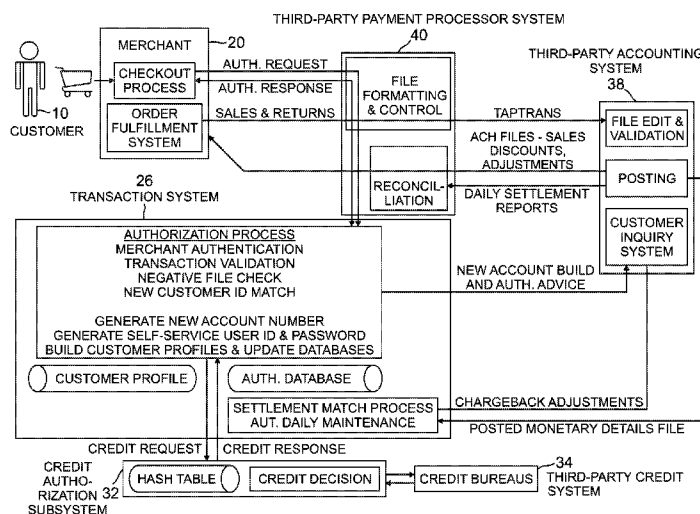 THIRD-PARTY PAYMENT PROCESSOR SYSTEM
MERCHANT
20
40
CHECKOUT
PROCESS
AUTH. REQUEST
AUTH. RESPONSE
FILE
FORMATTING
& CONTROL
THIRD-PARTY ACCOUNTING
SYSTEM
38
10
CUSTOMER
ORDER
FULFILLMENT
SYSTEM
SALES & RETURNS
TAPTRANS
FILE EDIT &
VALIDATION
ACH FILES - SALES
DISCOUNTS,
ADJUSTMENTS
RECONCIL-
LIATION
POSTING
DAILY SETTLEMENT
REPORTS
26
TRANSACTION SYSTEM
CUSTOMER
INQUIRY
SYSTEM
AUTHORIZATION PROCESS
MERCHANT AUTHENTICATION
TRANSACTION VALIDATION
NEGATIVE FILE CHECK
NEW CUSTOMER ID MATCH
NEW ACCOUNT BUILD
AND AUTH. ADVICE
GENERATE NEW ACCOUNT NUMBER
GENERATE SELF-SERVICE USER ID & PASSWORD
BUILD CUSTOMER PROFILES & UPDATE DATABASES
CUSTOMER PROFILE
AUTH. DATABASE
SETTLEMENT MATCH PROCESS
AUT. DAILY MAINTENANCE
CHARGEBACK ADJUSTMENTS
POSTED MONETARY DETAILS FILE
CREDIT REQUEST
CREDIT RESPONSE
CREDIT
AUTHO-
RIZATION
SUBSYSTEM
32
HASH TABLE
CREDIT DECISION
CREDIT BUREAUS
34
THIRD-PARTY CREDIT
SYSTEM